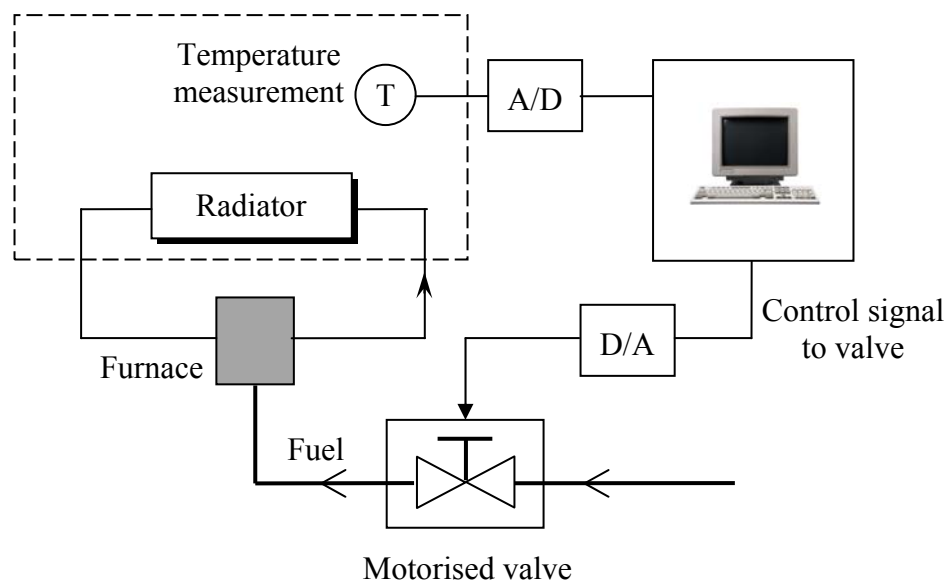 Temperature
measurement
T
A/D
Radiator
Control signal
to valve
D/A
Furnace
Fuel
Motorised valve